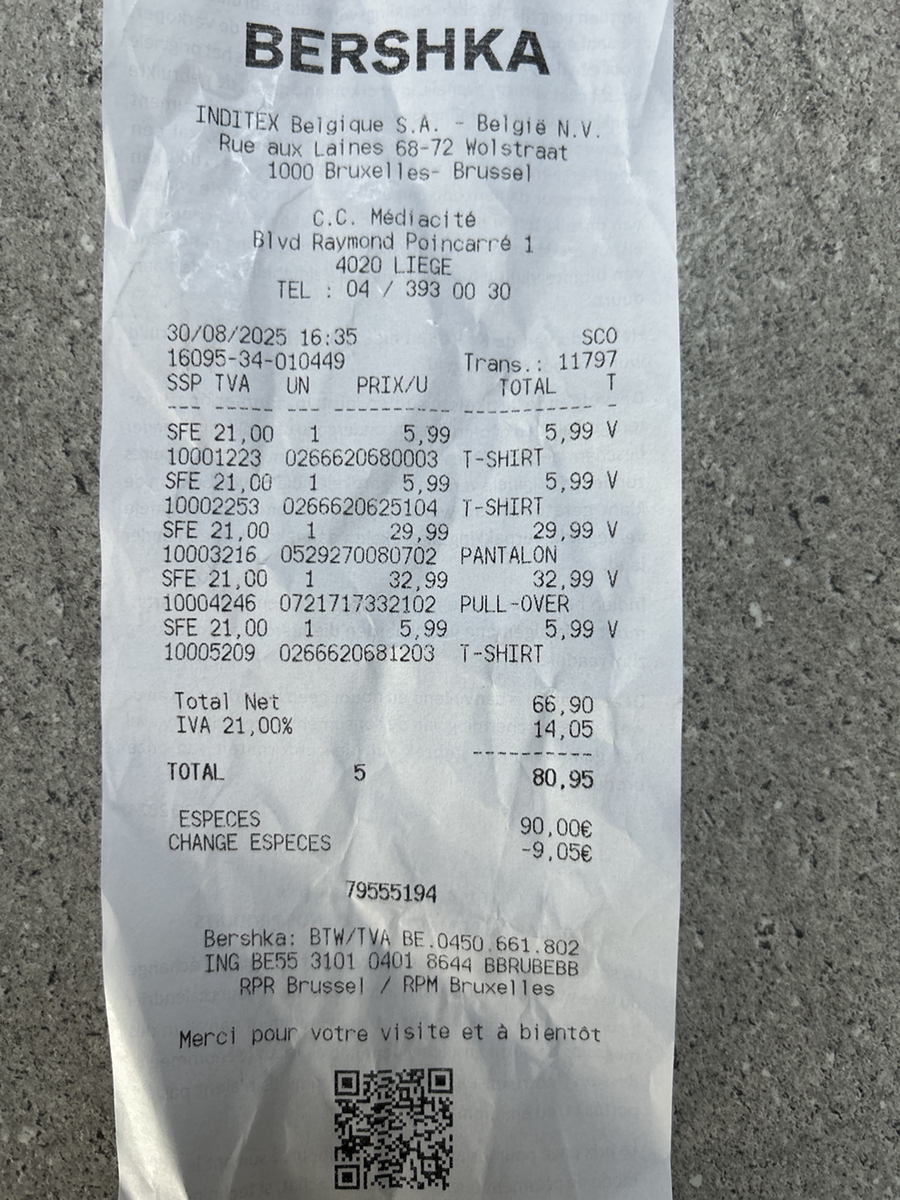 BERSHKA
INDITEX Belgique S.A. - België N.V.
Rue aux Laines 68-72 Wolstraat
1000 Bruxelles- Brussel
C.C. Médiacité
Blvd Raymond Poincarré 1
4020 LIEGE
TEL : 04 / 393 00 30
30/08/2025 16:35 SCO
16095-34-010449 Trans.: 11797
SSP TVA UN PRIX/U TOTAL T
--- ------ --- --------- ----------- -
SFE 21,00 1 5,99 5,99 V
10001223 0266620680003 T-SHIRT
SFE 21,00 1 5,99 5,99 V
10002253 0266620625104 T-SHIRT
SFE 21,00 1 29,99 29,99 V
10003216 0529270080702 PANTALON
SFE 21,00 1 32,99 32,99 V
10004246 0721717332102 PULL-OVER
SFE 21,00 1 5,99 5,99 V
10005209 0266620681203 T-SHIRT
Total Net 66,90
IVA 21,00% 14,05
----------
TOTAL 5 80,95
ESPECES 90,00€
CHANGE ESPECES -9,05€
79555194
Bershka: BTW/TVA BE.0450.661.802
ING BE55 3101 0401 8644 BBRUBEBB
RPR Brussel / RPM Bruxelles
Merci pour votre visite et à bientôt